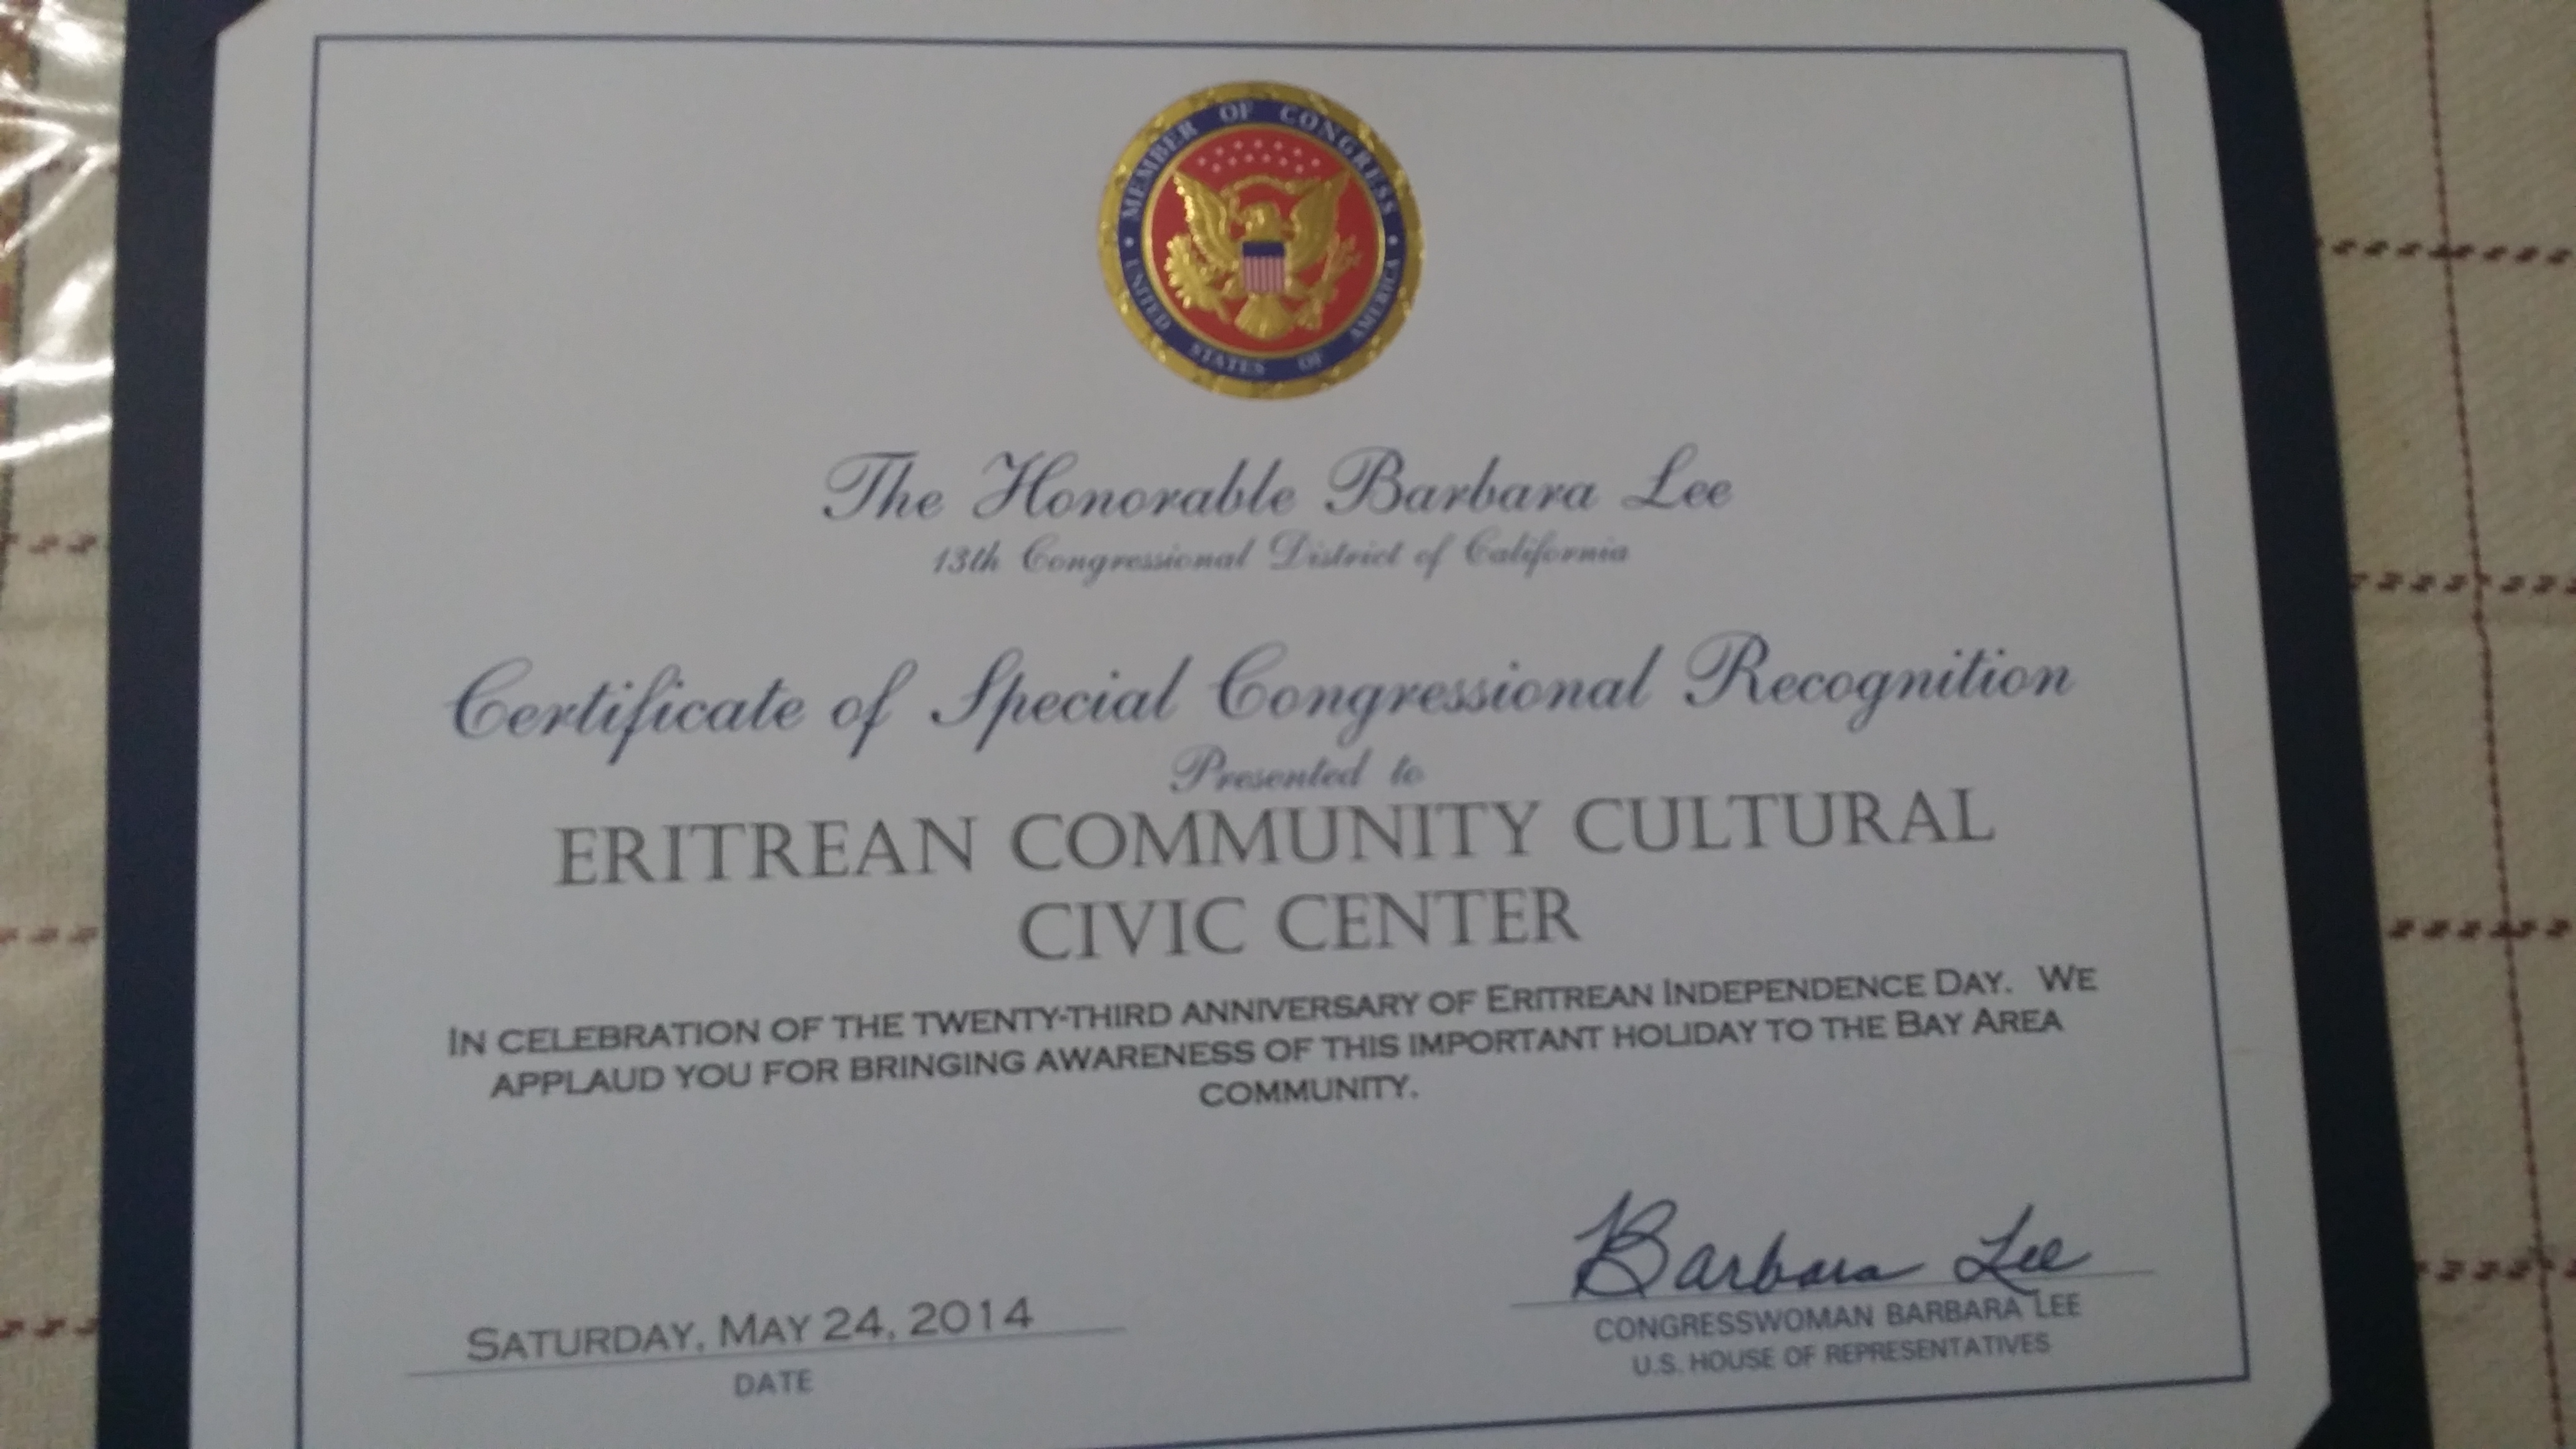 MEMBER OF CONGRESS
UNITED STATES OF AMERICA
The Honorable Barbara Lee
13th Congressional District of California
Certificate of Special Congressional Recognition
Presented to
ERITREAN COMMUNITY CULTURAL
CIVIC CENTER
IN CELEBRATION OF THE TWENTY-THIRD ANNIVERSARY OF ERITREAN INDEPENDENCE DAY. WE
APPLAUD YOU FOR BRINGING AWARENESS OF THIS IMPORTANT HOLIDAY TO THE BAY AREA
COMMUNITY.
Barbara Lee
SATURDAY, MAY 24, 2014
DATE
CONGRESSWOMAN BARBARA LEE
U.S. HOUSE OF REPRESENTATIVES